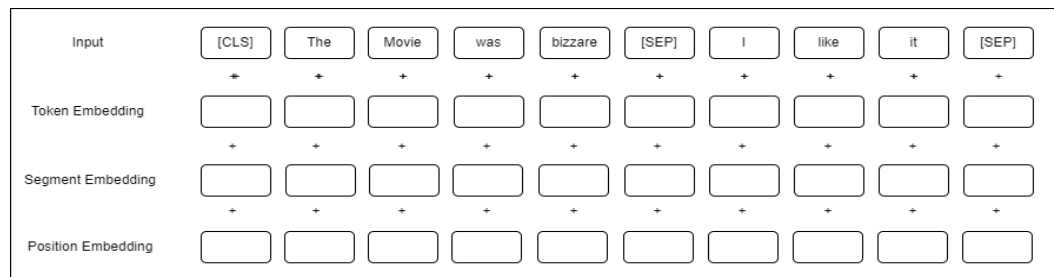 Input [CLS] The Movie was bizzare [SEP] I like it [SEP]
+ + + + + + + + + +
Token Embedding
+ + + + + + + + + +
Segment Embedding
+ + + + + + + + + +
Position Embedding